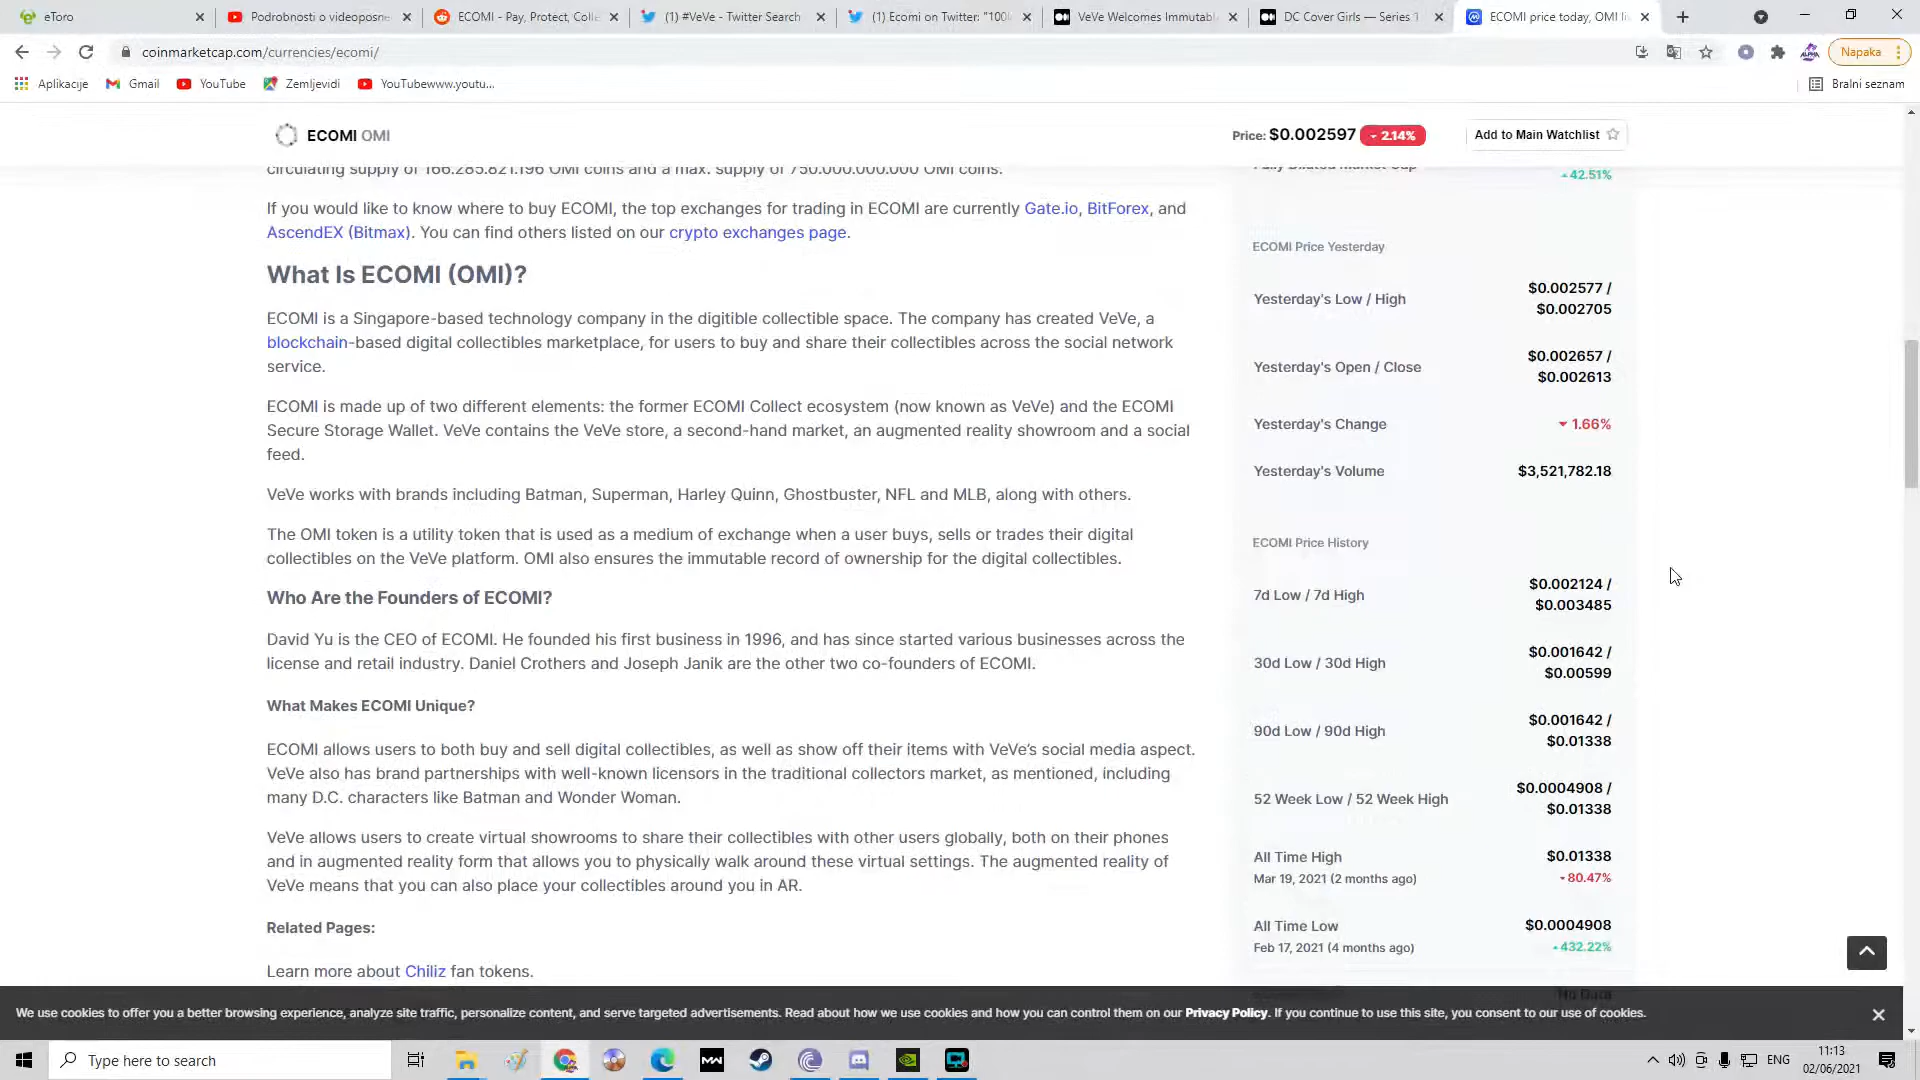 eToro
Podrobnosti o videoposne
ECOMI - Pay, Protect, Colle
(1) #VeVe - Twitter Search
(1) Ecomi on Twitter: "100k
VeVe Welcomes Immutabl
DC Cover Girls — Series 1
ECOMI price today, OMI li
coinmarketcap.com/currencies/ecomi/
Napaka
Aplikacije
Gmail
YouTube
Zemljevidi
YouTubewww.youtu...
Bralni seznam
ECOMI OMI
Price: $0.002597
2.14%
Add to Main Watchlist
circulating supply of 166.285.821.196 OMI coins and a max. supply of 750.000.000.000 OMI coins.
Fully Diluted Market Cap
42.51%
If you would like to know where to buy ECOMI, the top exchanges for trading in ECOMI are currently Gate.io, BitForex, and
AscendEX (Bitmax). You can find others listed on our crypto exchanges page.
What Is ECOMI (OMI)?
ECOMI is a Singapore-based technology company in the digitible collectible space. The company has created VeVe, a
blockchain-based digital collectibles marketplace, for users to buy and share their collectibles across the social network
service.
ECOMI is made up of two different elements: the former ECOMI Collect ecosystem (now known as VeVe) and the ECOMI
Secure Storage Wallet. VeVe contains the VeVe store, a second-hand market, an augmented reality showroom and a social
feed.
VeVe works with brands including Batman, Superman, Harley Quinn, Ghostbuster, NFL and MLB, along with others.
The OMI token is a utility token that is used as a medium of exchange when a user buys, sells or trades their digital
collectibles on the VeVe platform. OMI also ensures the immutable record of ownership for the digital collectibles.
Who Are the Founders of ECOMI?
David Yu is the CEO of ECOMI. He founded his first business in 1996, and has since started various businesses across the
license and retail industry. Daniel Crothers and Joseph Janik are the other two co-founders of ECOMI.
What Makes ECOMI Unique?
ECOMI allows users to both buy and sell digital collectibles, as well as show off their items with VeVe's social media aspect.
VeVe also has brand partnerships with well-known licensors in the traditional collectors market, as mentioned, including
many D.C. characters like Batman and Wonder Woman.
VeVe allows users to create virtual showrooms to share their collectibles with other users globally, both on their phones
and in augmented reality form that allows you to physically walk around these virtual settings. The augmented reality of
VeVe means that you can also place your collectibles around you in AR.
Related Pages:
Learn more about Chiliz fan tokens.
ECOMI Price Yesterday
Yesterday's Low / High
$0.002577 /
$0.002705
Yesterday's Open / Close
$0.002657 /
$0.002613
Yesterday's Change
1.66%
Yesterday's Volume
$3,521,782.18
ECOMI Price History
7d Low / 7d High
$0.002124 /
$0.003485
30d Low / 30d High
$0.001642 /
$0.00599
90d Low / 90d High
$0.001642 /
$0.01338
52 Week Low / 52 Week High
$0.0004908 /
$0.01338
All Time High
$0.01338
Mar 19, 2021 (2 months ago)
80.47%
All Time Low
$0.0004908
Feb 17, 2021 (4 months ago)
432.22%
No Data
We use cookies to offer you a better browsing experience, analyze site traffic, personalize content, and serve targeted advertisements. Read about how we use cookies and how you can control them on our Privacy Policy. If you continue to use this site, you consent to our use of cookies.
Type here to search
ENG
11:13
02/06/2021